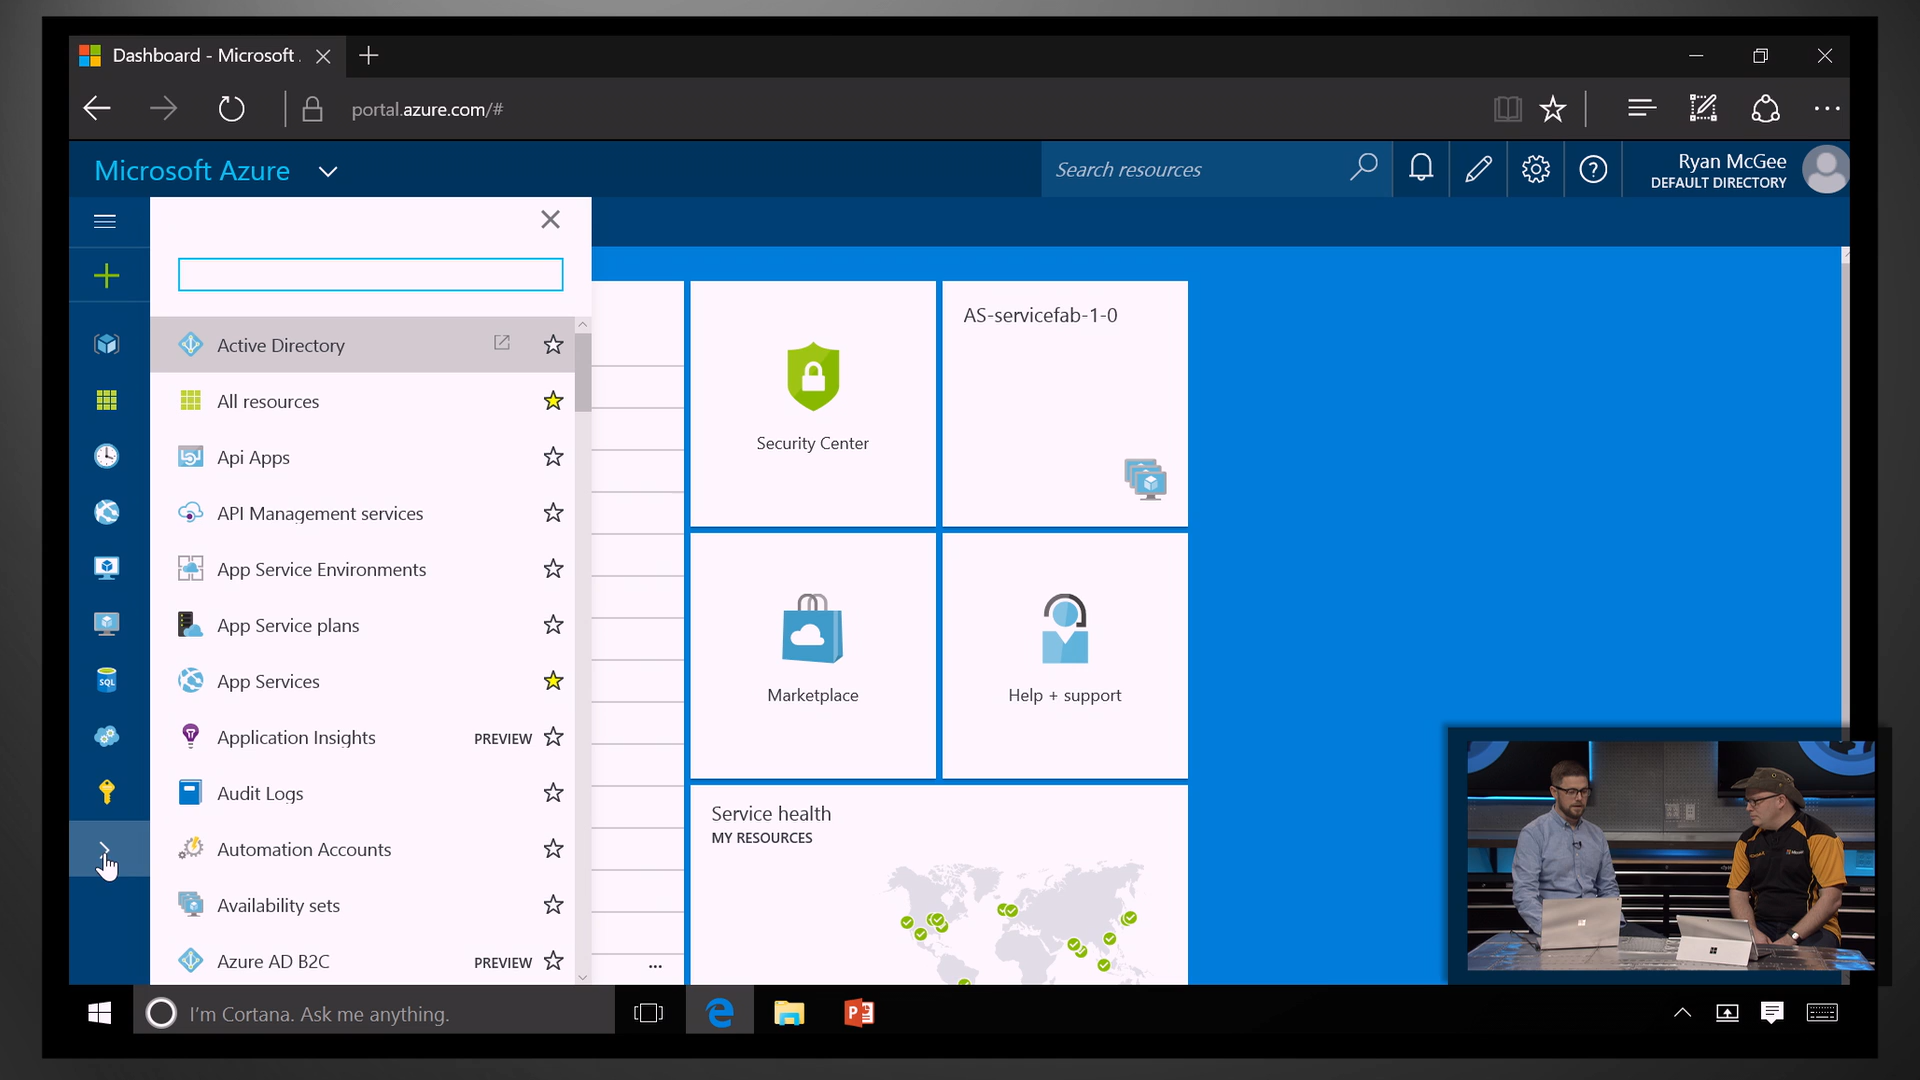 Dashboard - Microsoft .
portal.azure.com/#
Microsoft Azure
Search resources
Ryan McGee
DEFAULT DIRECTORY
Active Directory
All resources
Api Apps
API Management services
App Service Environments
App Service plans
App Services
Application Insights PREVIEW
Audit Logs
Automation Accounts
Availability sets
Azure AD B2C PREVIEW
SQL
...
Security Center
AS-servicefab-1-0
Marketplace
Help + support
Service health
MY RESOURCES
I'm Cortana. Ask me anything.